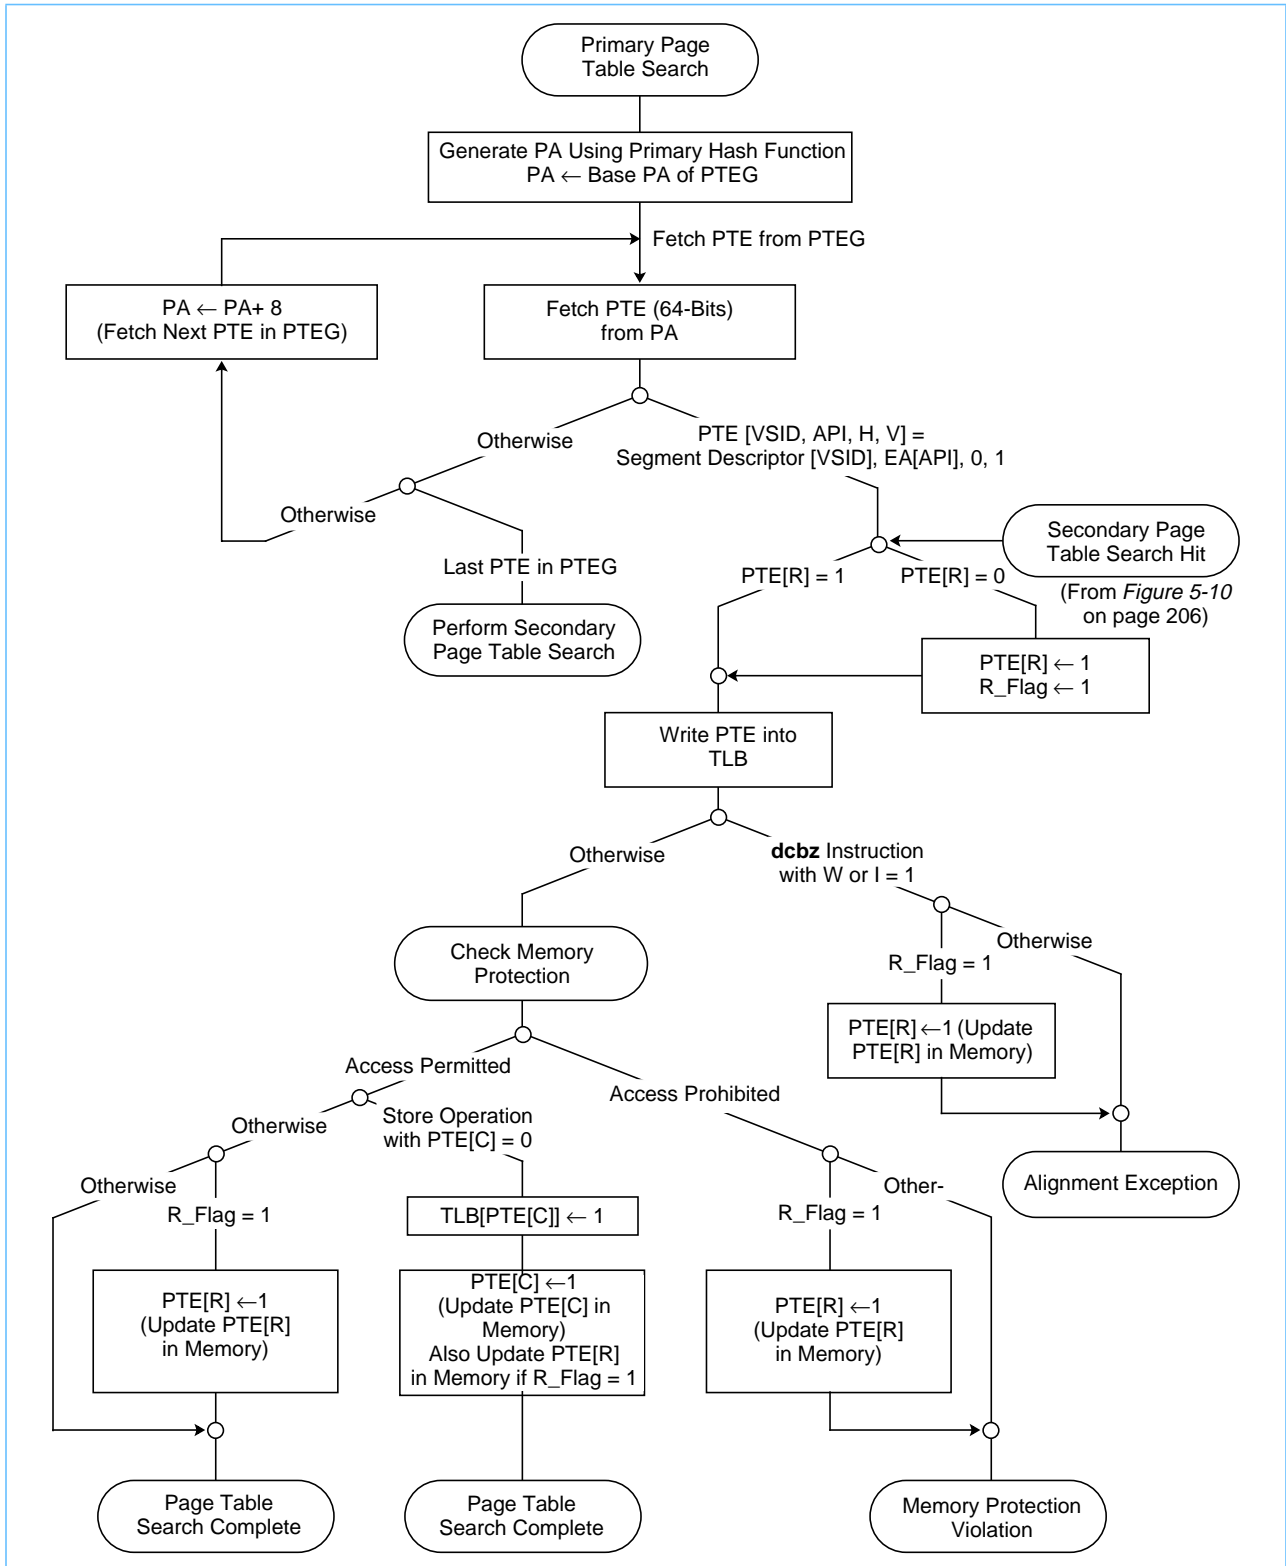 Primary Page
Table Search
Generate PA Using Primary Hash Function
PA ← Base PA of PTEG
Fetch PTE from PTEG
PA ← PA+ 8
(Fetch Next PTE in PTEG)
Fetch PTE (64-Bits)
from PA
Otherwise
PTE [VSID, API, H, V] =
Segment Descriptor [VSID], EA[API], 0, 1
Otherwise
Last PTE in PTEG
Perform Secondary
Page Table Search
Secondary Page
Table Search Hit
(From Figure 5-10
on page 206)
PTE[R] = 1
PTE[R] = 0
PTE[R] ← 1
R_Flag ← 1
Write PTE into
TLB
Otherwise
dcbz Instruction
with W or I = 1
Check Memory
Protection
R_Flag = 1
Otherwise
PTE[R] ←1 (Update
PTE[R] in Memory)
Alignment Exception
Access Permitted
Access Prohibited
Otherwise
Store Operation
with PTE[C] = 0
Otherwise
R_Flag = 1
TLB[PTE[C]] ← 1
R_Flag = 1
Other-
PTE[R] ←1
(Update PTE[R]
in Memory)
PTE[C] ←1
(Update PTE[C] in
Memory)
Also Update PTE[R]
in Memory if R_Flag = 1
PTE[R] ←1
(Update PTE[R]
in Memory)
Page Table
Search Complete
Page Table
Search Complete
Memory Protection
Violation